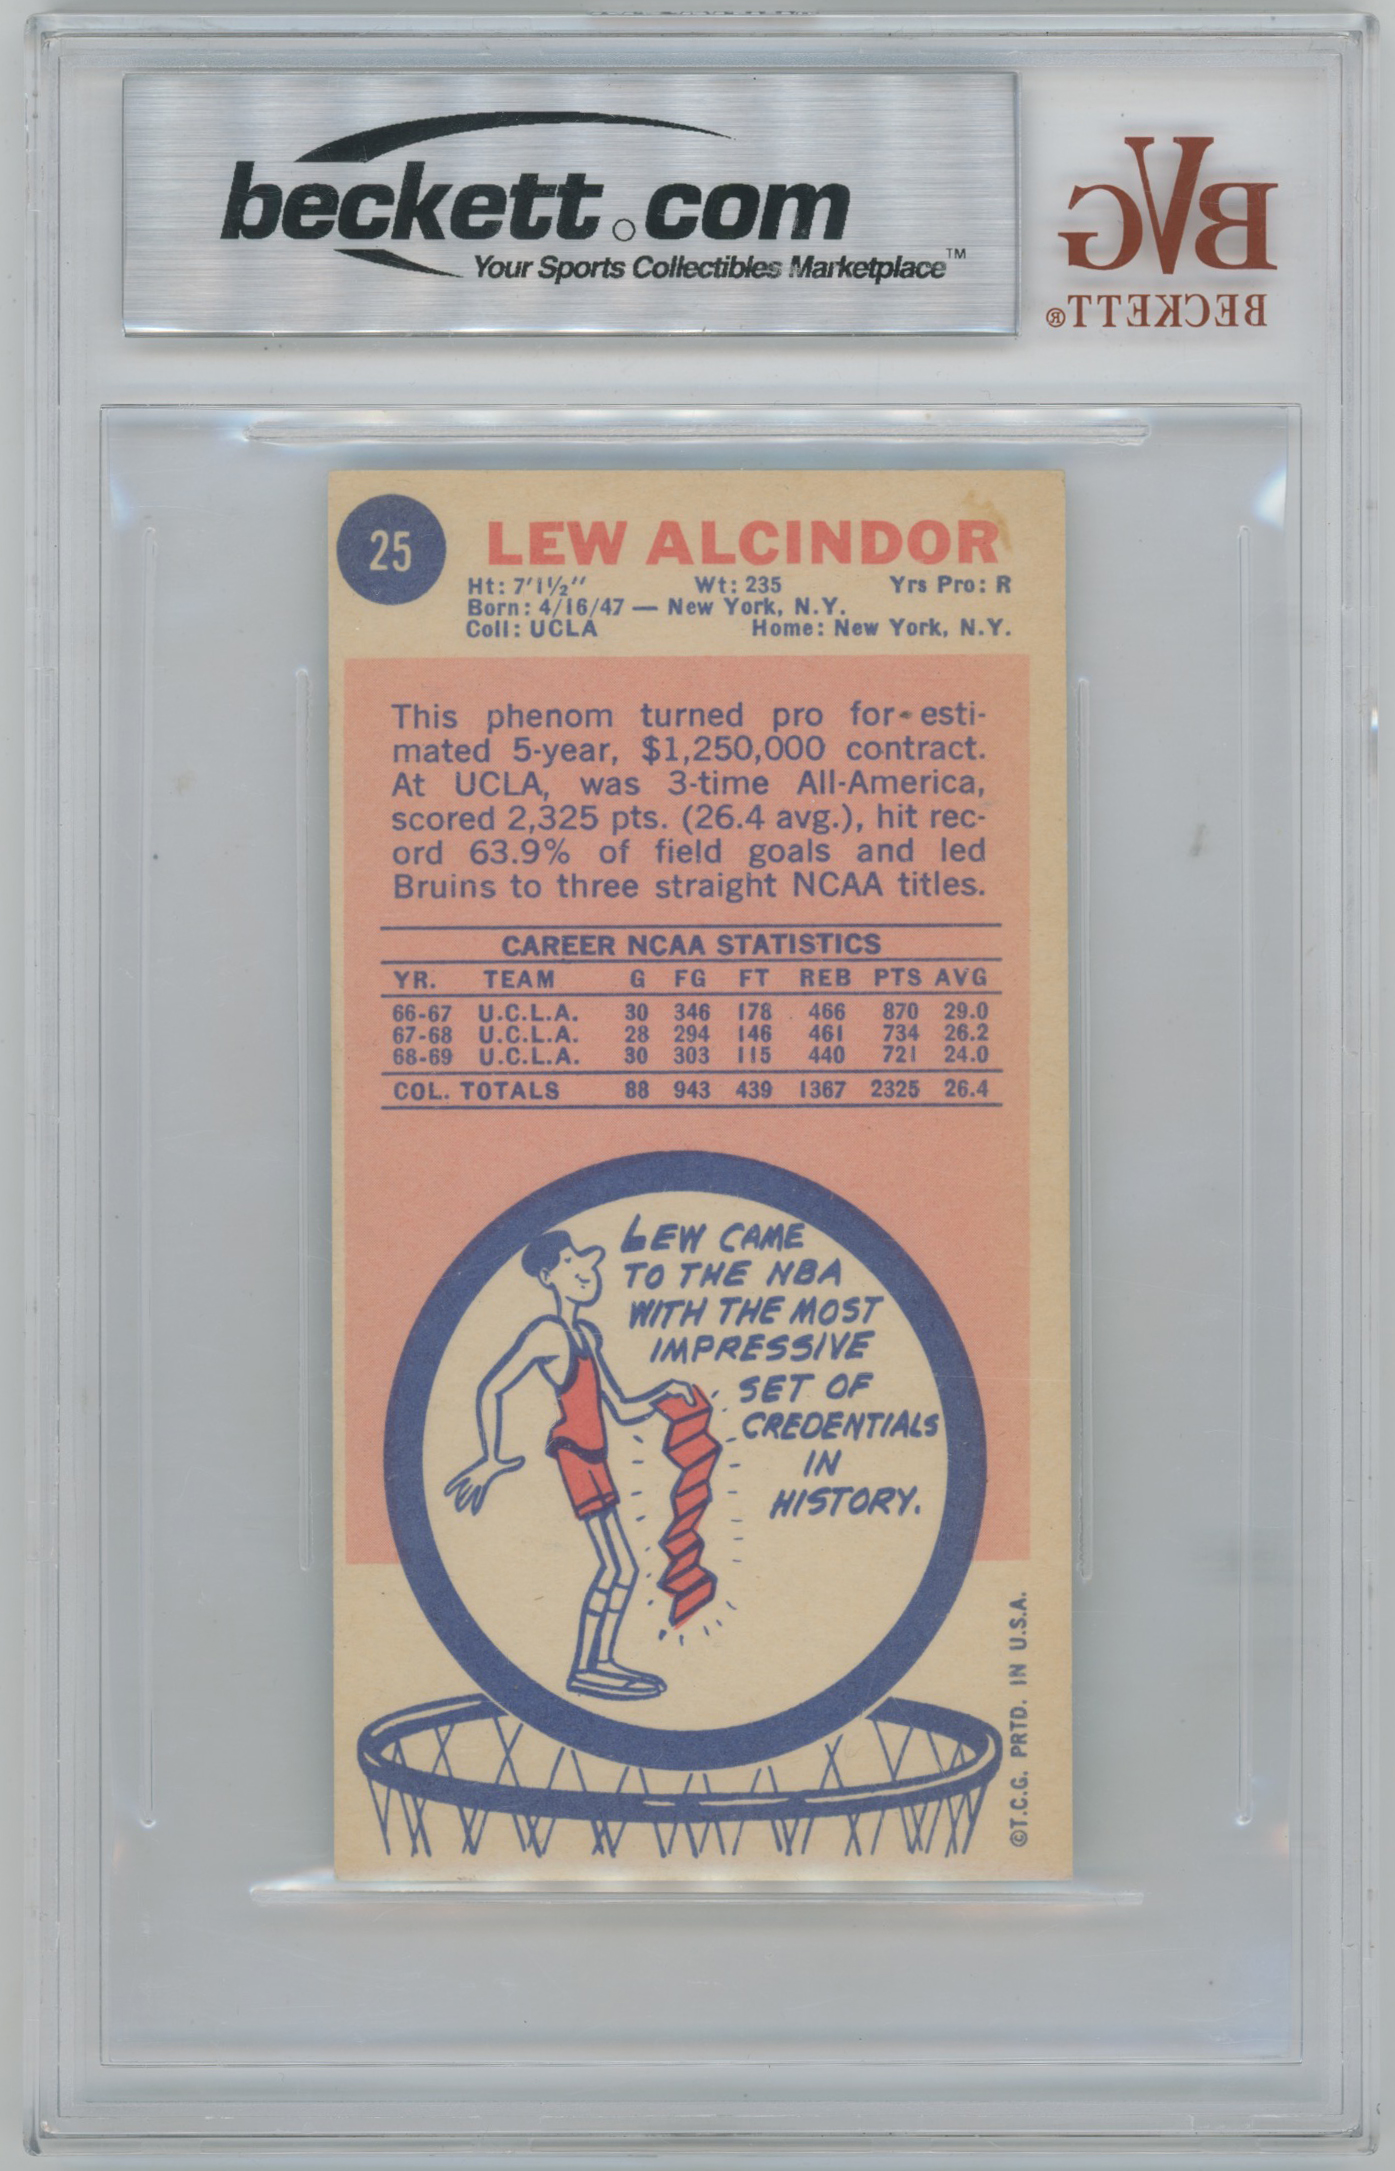 beckett.com
Your Sports Collectibles Marketplace™
BVG
BECKETT®
25
LEW ALCINDOR
Ht: 7'1½" Wt: 235 Yrs Pro: R
Born: 4/16/47 — New York, N.Y.
Coll: UCLA Home: New York, N.Y.
This phenom turned pro for esti-
mated 5-year, $1,250,000 contract.
At UCLA, was 3-time All-America,
scored 2,325 pts. (26.4 avg.), hit rec-
ord 63.9% of field goals and led
Bruins to three straight NCAA titles.
CAREER NCAA STATISTICS
YR. TEAM G FG FT REB PTS AVG
66-67 U.C.L.A. 30 346 178 466 870 29.0
67-68 U.C.L.A. 28 294 146 461 734 26.2
68-69 U.C.L.A. 30 303 115 440 721 24.0
COL. TOTALS 88 943 439 1367 2325 26.4
LEW CAME
TO THE NBA
WITH THE MOST
IMPRESSIVE
SET OF
CREDENTIALS
IN
HISTORY.
©T.C.G. PRTD. IN U.S.A.